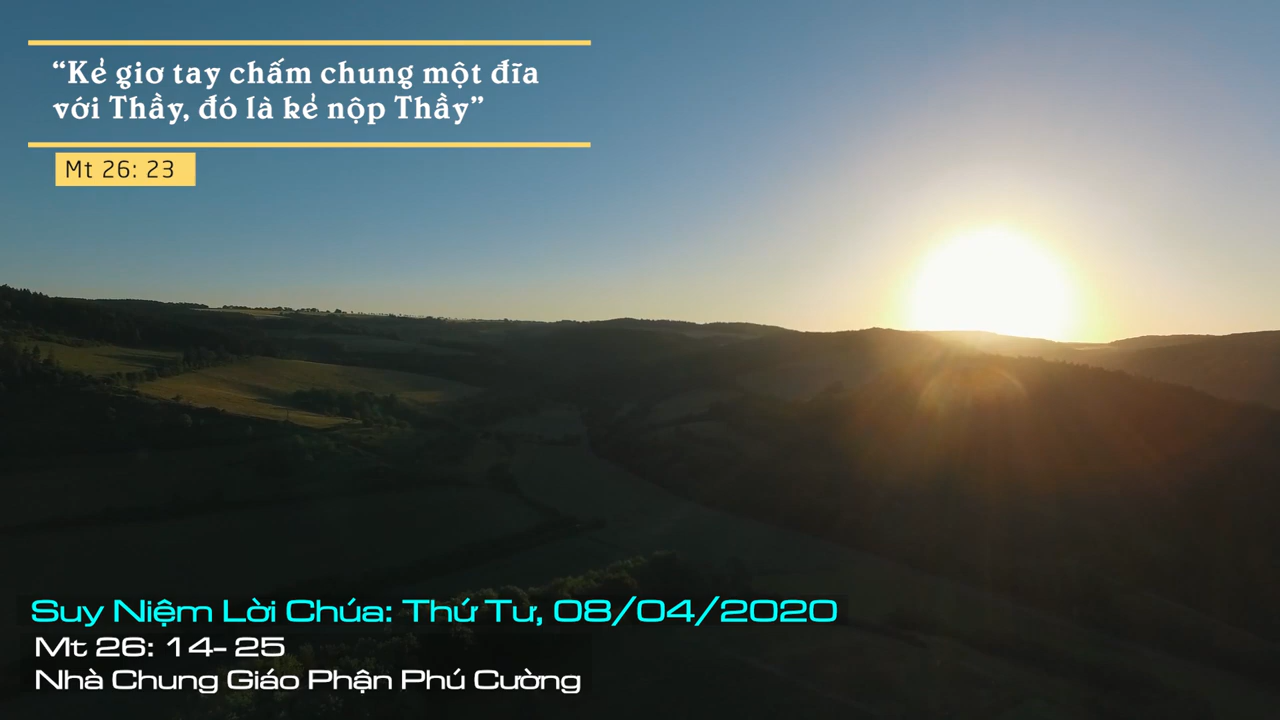 “Kẻ giơ tay chấm chung một đĩa
với Thầy, đó là kẻ nộp Thầy”
Mt 26: 23
Suy Niệm Lời Chúa: Thứ Tư, 08/04/2020
Mt 26: 14- 25
Nhà Chung Giáo Phận Phú Cường